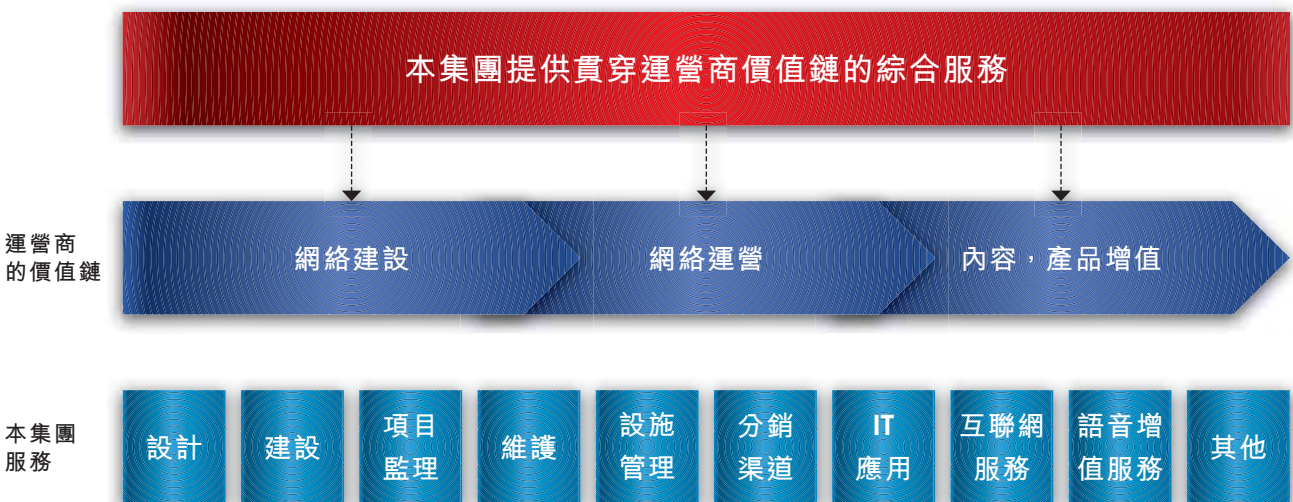 本集團提供貫穿運營商價值鏈的綜合服務
運營商
的價值鏈
網絡建設
網絡運營
內容，產品增值
本集團
服務
設計
建設
項目
監理
維護
設施
管理
分銷
渠道
IT
應用
互聯網
服務
語音增
值服務
其他